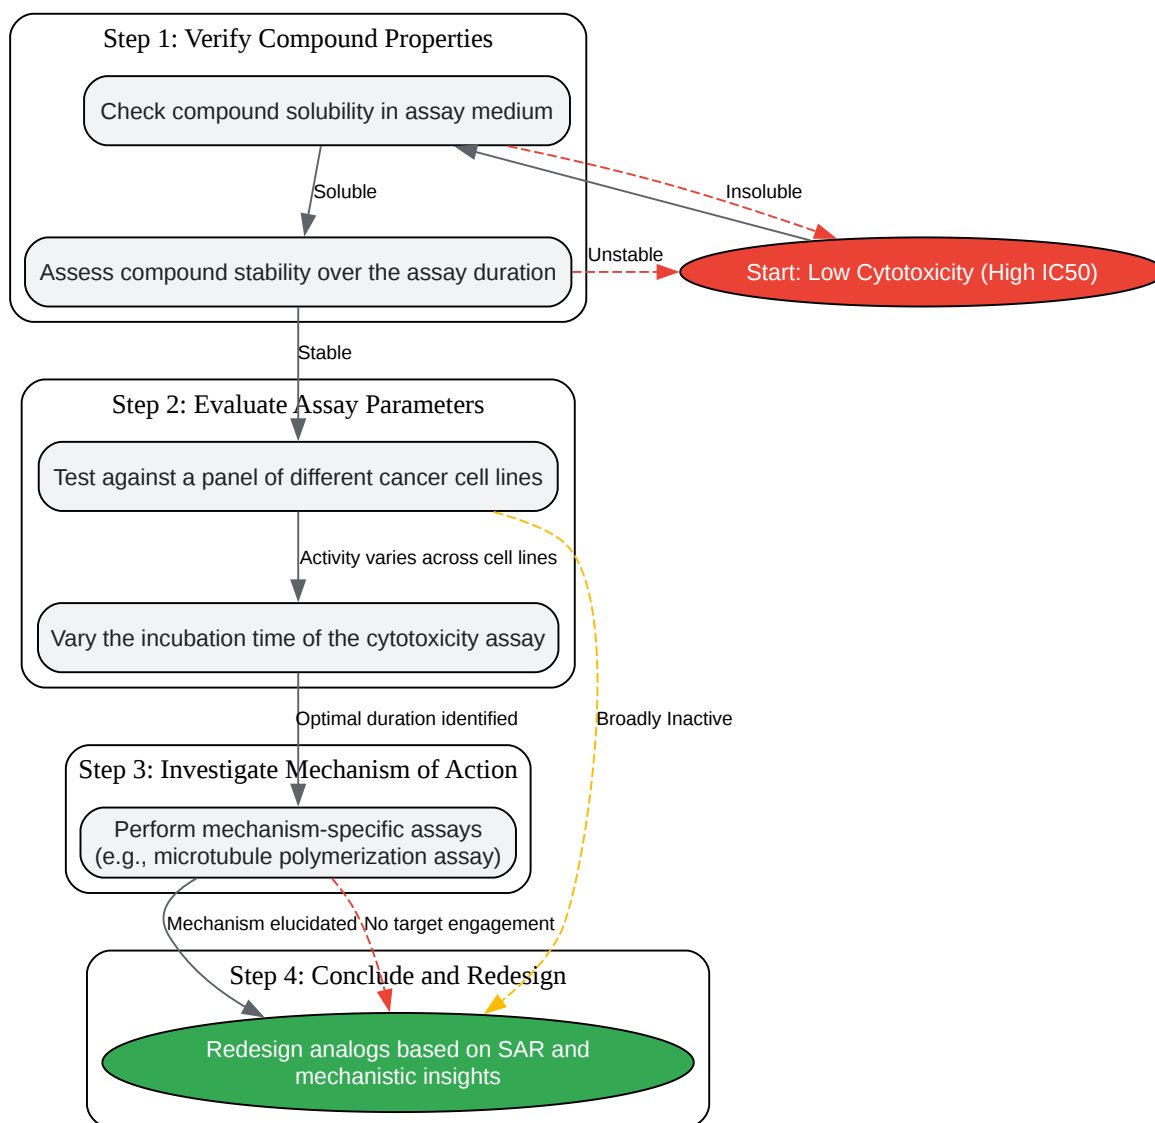 Step 1: Verify Compound Properties
Check compound solubility in assay medium
Soluble
Insoluble
Assess compound stability over the assay duration
Unstable
Start: Low Cytotoxicity (High IC50)
Stable
Step 2: Evaluate Assay Parameters
Test against a panel of different cancer cell lines
Activity varies across cell lines
Vary the incubation time of the cytotoxicity assay
Optimal duration identified
Broadly Inactive
Step 3: Investigate Mechanism of Action
Perform mechanism-specific assays
(e.g., microtubule polymerization assay)
Mechanism elucidated
No target engagement
Step 4: Conclude and Redesign
Redesign analogs based on SAR and
mechanistic insights